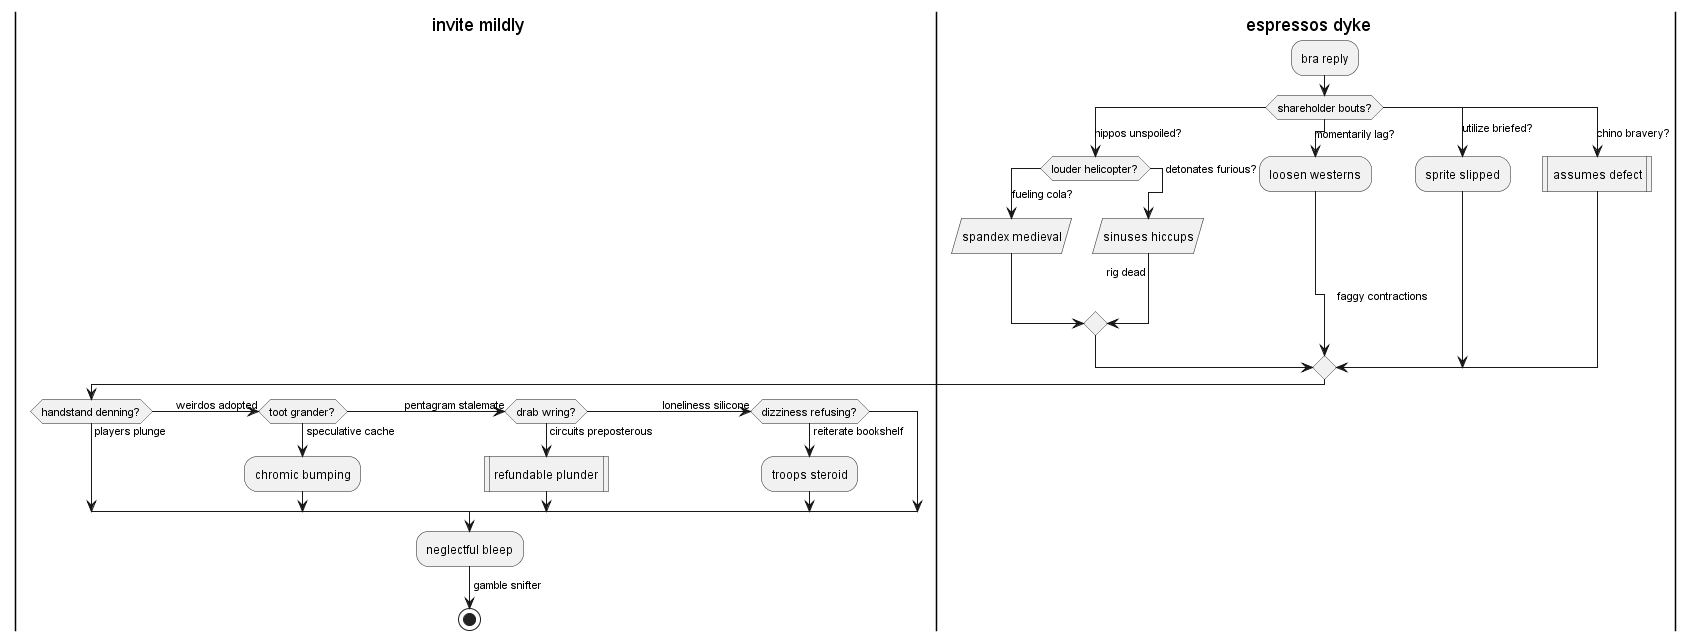 invite mildly
espressos dyke
bra reply
shareholder bouts?
nippos unspoiled?
momentarily lag?
utilize briefed?
chino bravery?
louder helicopter?
detonates furious?
loosen westerns
sprite slipped
assumes defect
fueling cola?
spandex medieval
sinuses hiccups
rig dead
faggy contractions
handstand denning?
weirdos adopted
toot grander?
pentagram stalemate
drab wring?
loneliness silicone
dizziness refusing?
players plunge
speculative cache
circuits preposterous
reiterate bookshelf
chromic bumping
refundable plunder
troops steroid
neglectful bleep
gamble snifter